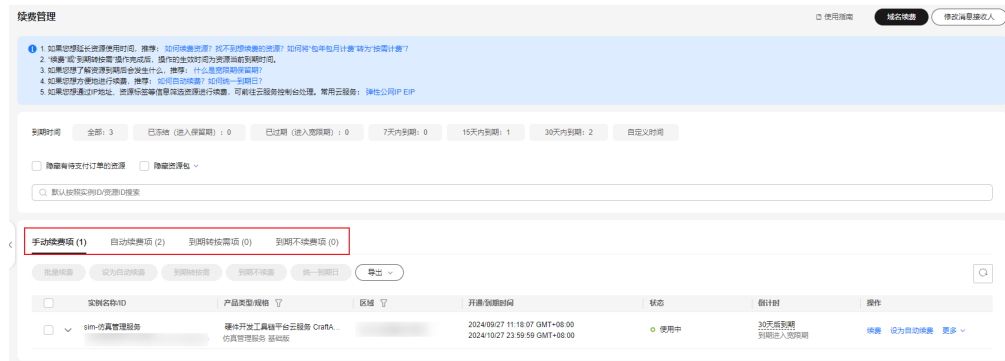 续费管理
使用指南
域名续费
修改消息接收人
1. 如果您想延长资源使用时间，推荐： 如何续费资源？找不到想续费的资源？如何将“包年包月计费”转为“按需计费”？
2. “续费”或“到期转按需”操作完成后，操作的生效时间为资源当前到期时间。
3. 如果您想了解资源到期后会发生什么，推荐： 什么是宽限期保留期？
4. 如果您想方便地进行续费，推荐： 如何自动续费？如何统一到期日？
5. 如果您想通过IP地址、资源标签等信息筛选资源进行续费，可前往云服务控制台处理。常用云服务： 弹性公网IP EIP
到期时间 全部：3 已冻结（进入保留期）：0 已过期（进入宽限期）：0 7天内到期：0 15天内到期：1 30天内到期：2 自定义时间
隐藏有待支付订单的资源 隐藏资源包
默认按照实例ID/资源ID搜索
手动续费项 (1) 自动续费项 (2) 到期转按需项 (0) 到期不续费项 (0)
批量续费 设为自动续费 到期转按需 到期不续费 统一到期日 导出
实例名称/ID 产品类型/规格 区域 开通/到期时间 状态 倒计时 操作
sim-仿真管理服务 硬件开发工具链平台云服务 CraftA... 2024/09/27 11:18:07 GMT+08:00 使用中 30天后到期 续费 设为自动续费 更多
仿真管理服务 基础版 2024/10/27 23:59:59 GMT+08:00 到期进入宽限期